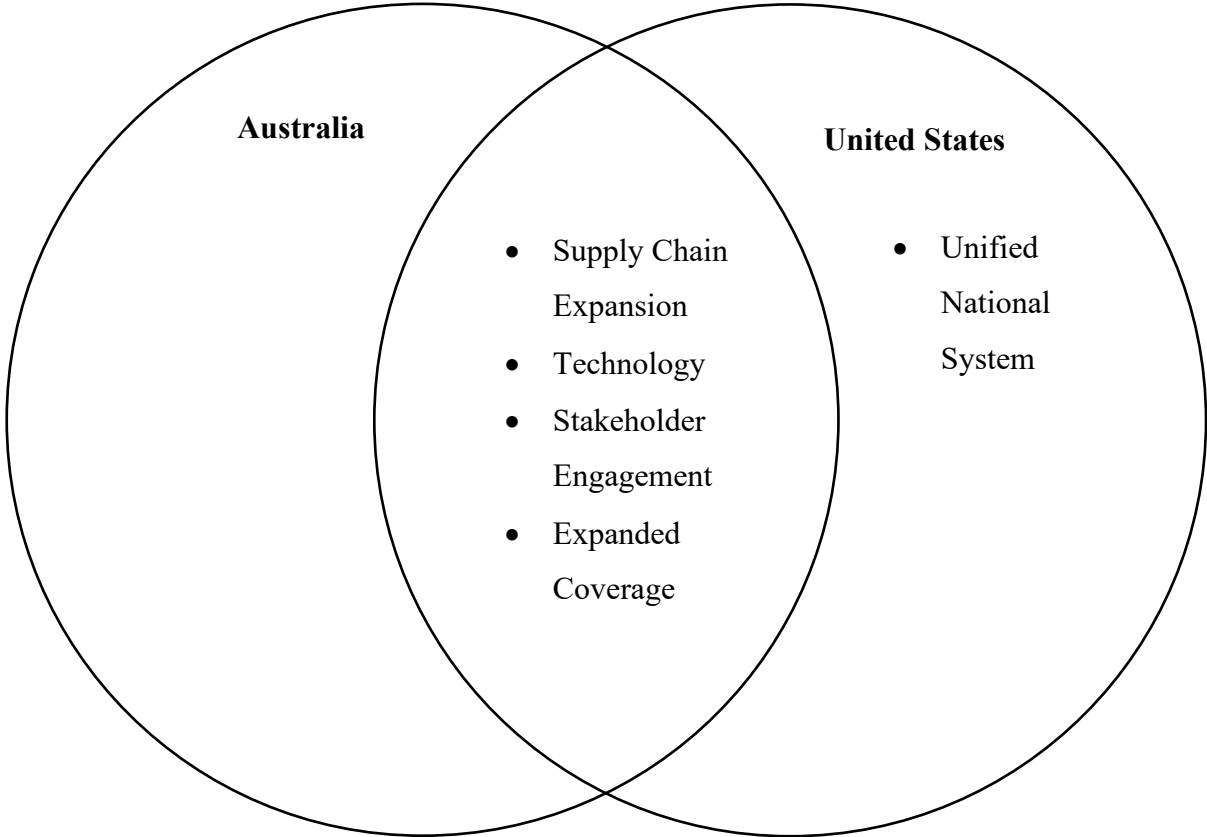 Australia
United States
• Supply Chain
Expansion
• Technology
• Stakeholder
Engagement
• Expanded
Coverage
• Unified
National
System